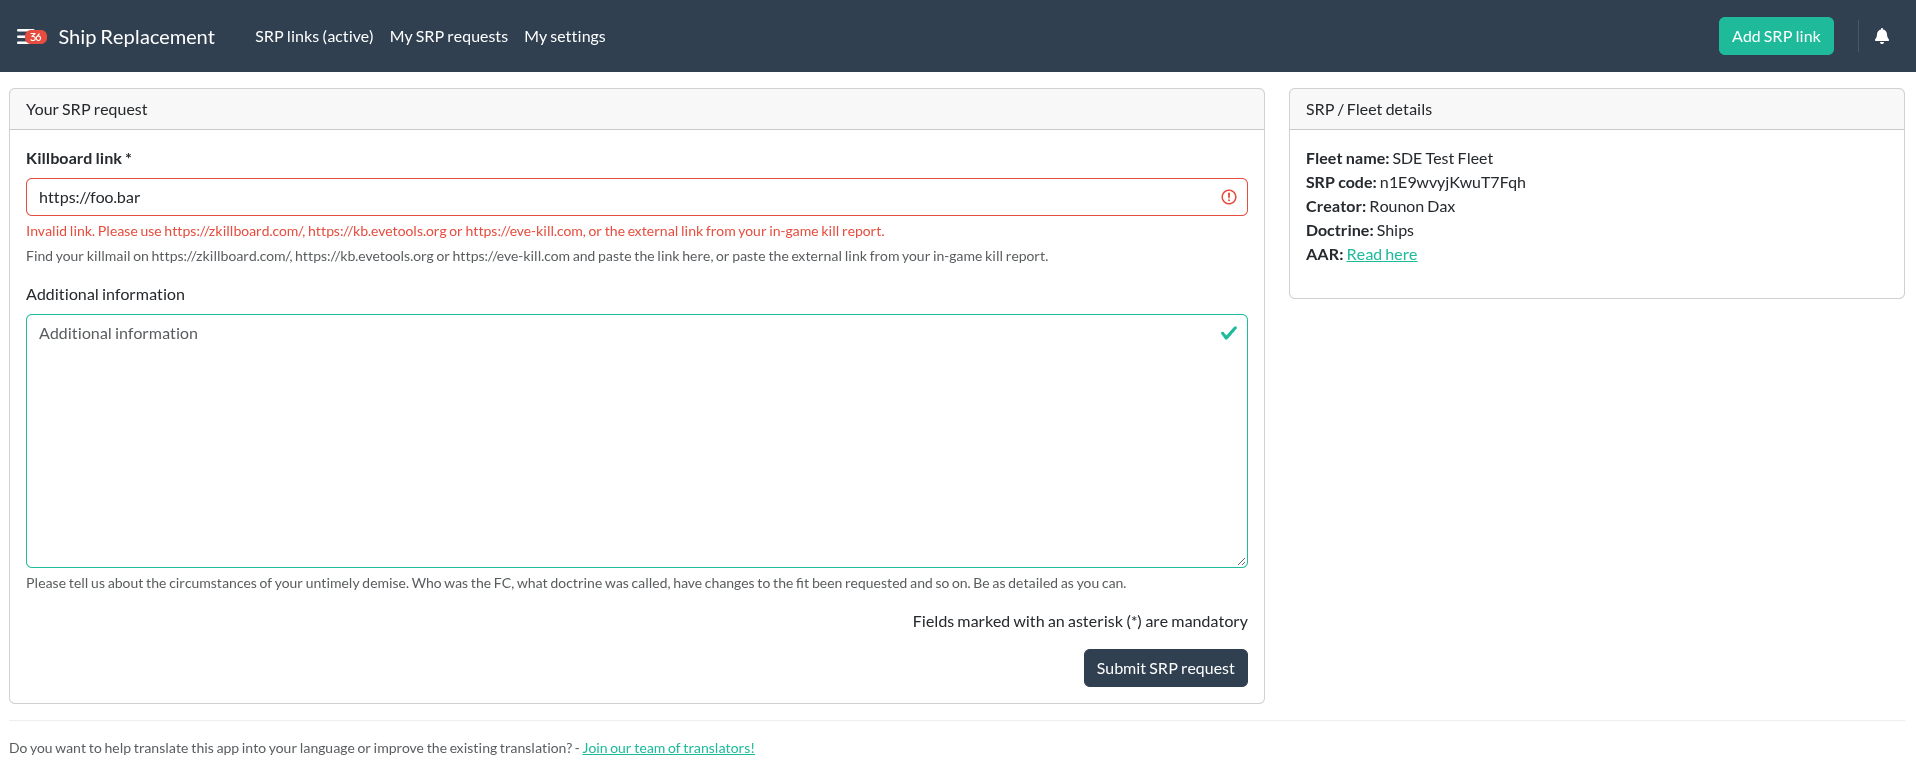 36 Ship Replacement SRP links (active) My SRP requests My settings Add SRP link
Your SRP request
Killboard link *
https://foo.bar
Invalid link. Please use https://zkillboard.com/, https://kb.evetools.org or https://eve-kill.com, or the external link from your in-game kill report.
Find your killmail on https://zkillboard.com/, https://kb.evetools.org or https://eve-kill.com and paste the link here, or paste the external link from your in-game kill report.
Additional information
Additional information
Please tell us about the circumstances of your untimely demise. Who was the FC, what doctrine was called, have changes to the fit been requested and so on. Be as detailed as you can.
Fields marked with an asterisk (*) are mandatory
Submit SRP request
SRP / Fleet details
Fleet name: SDE Test Fleet
SRP code: n1E9wvyjKwuT7Fqh
Creator: Rounon Dax
Doctrine: Ships
AAR: Read here
Do you want to help translate this app into your language or improve the existing translation? - Join our team of translators!